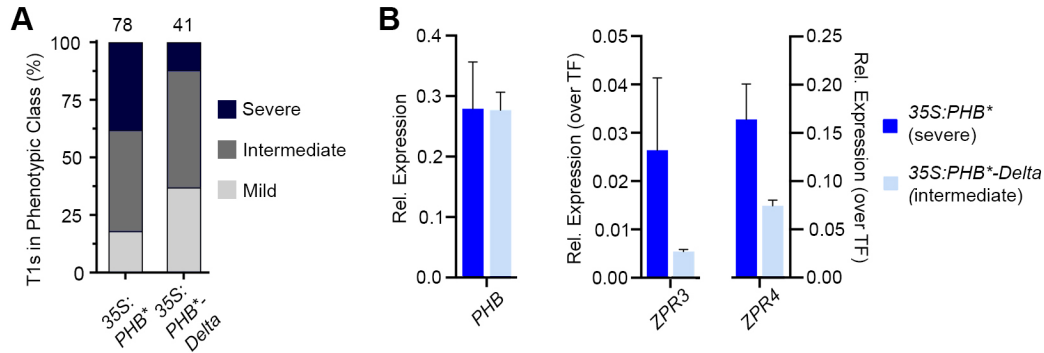 A
78 41
T1s in Phenotypic Class (%)
100
75
50
25
0
35S:
PHB*
35S:
PHB*-
Delta
Severe
Intermediate
Mild
B
Rel. Expression
0.4
0.3
0.2
0.1
0.0
PHB
Rel. Expression (over TF)
0.05
0.04
0.03
0.02
0.01
0.00
ZPR3
ZPR4
0.25
0.20
0.15
0.10
0.05
0.00
Rel. Expression (over TF)
35S:PHB*
(severe)
35S:PHB*-Delta
(intermediate)